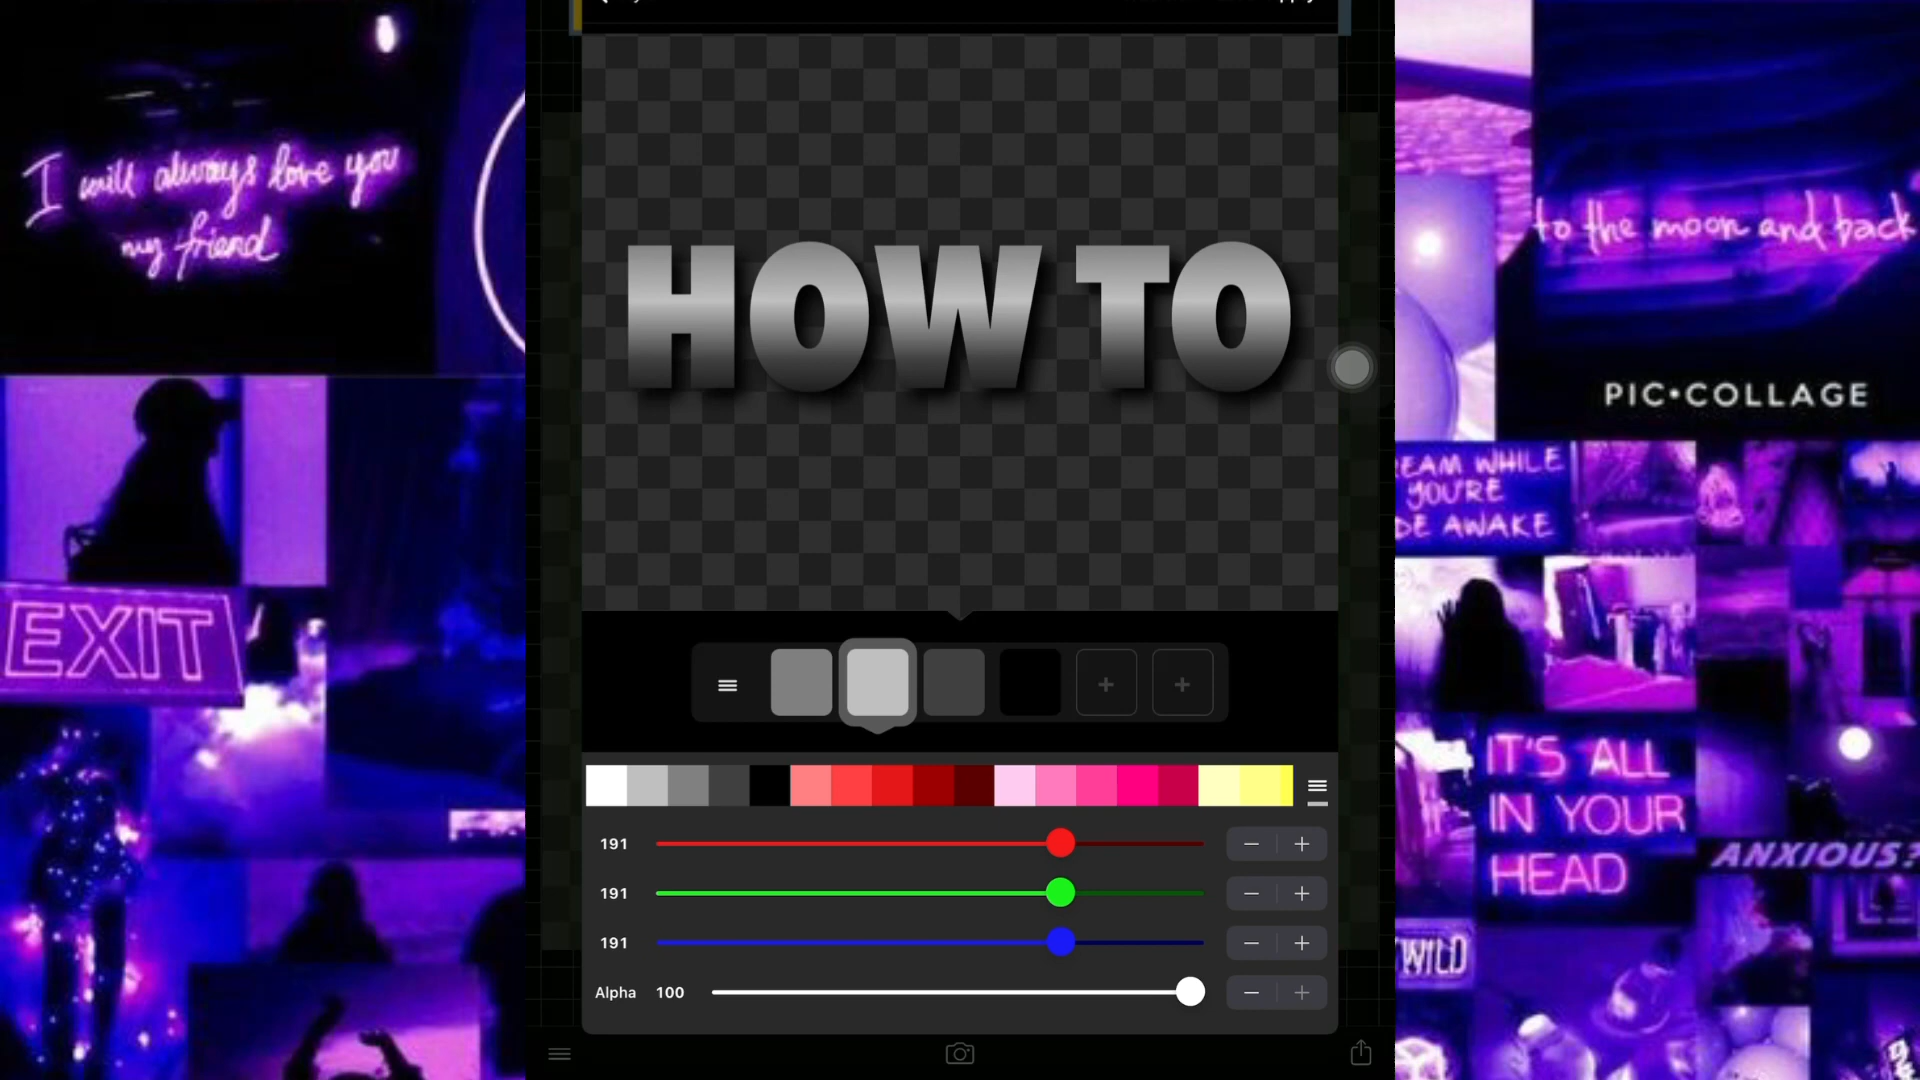 I will always love you
my friend
EXIT
HOW TO
191
191
191
Alpha 100
to the moon and back
PIC•COLLAGE
EAM WHILE
YOU'RE
DE AWAKE
IT'S ALL
IN YOUR
HEAD
ANXIOUS?
WILD